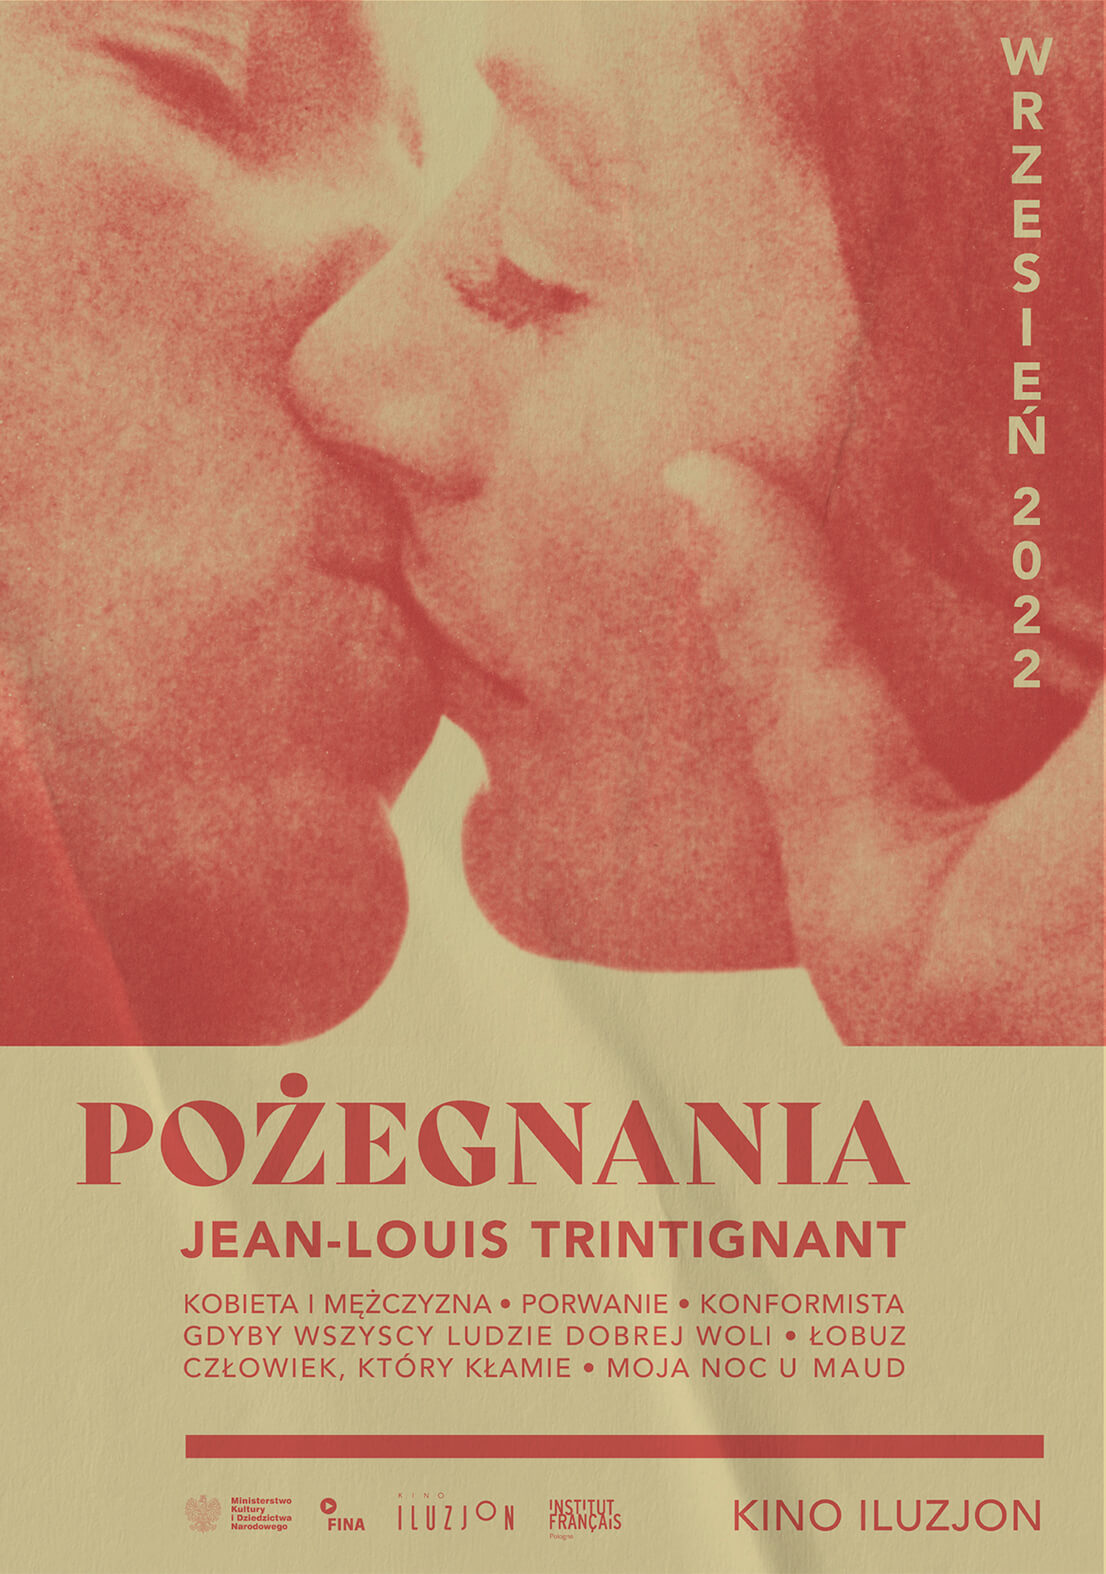 WRZESIEŃ 2022
POŻEGNANIA
JEAN-LOUIS TRINTIGNANT
KOBIETA I MĘŻCZYZNA • PORWANIE • KONFORMISTA
GDYBY WSZYSCY LUDZIE DOBREJ WOLI • ŁOBUZ
CZŁOWIEK, KTÓRY KŁAMIE • MOJA NOC U MAUD
Ministerstwo
Kultury
i Dziedzictwa
Narodowego
FINA
KINO
ILUZJON
INSTITUT
FRANÇAIS
Pologne
KINO ILUZJON